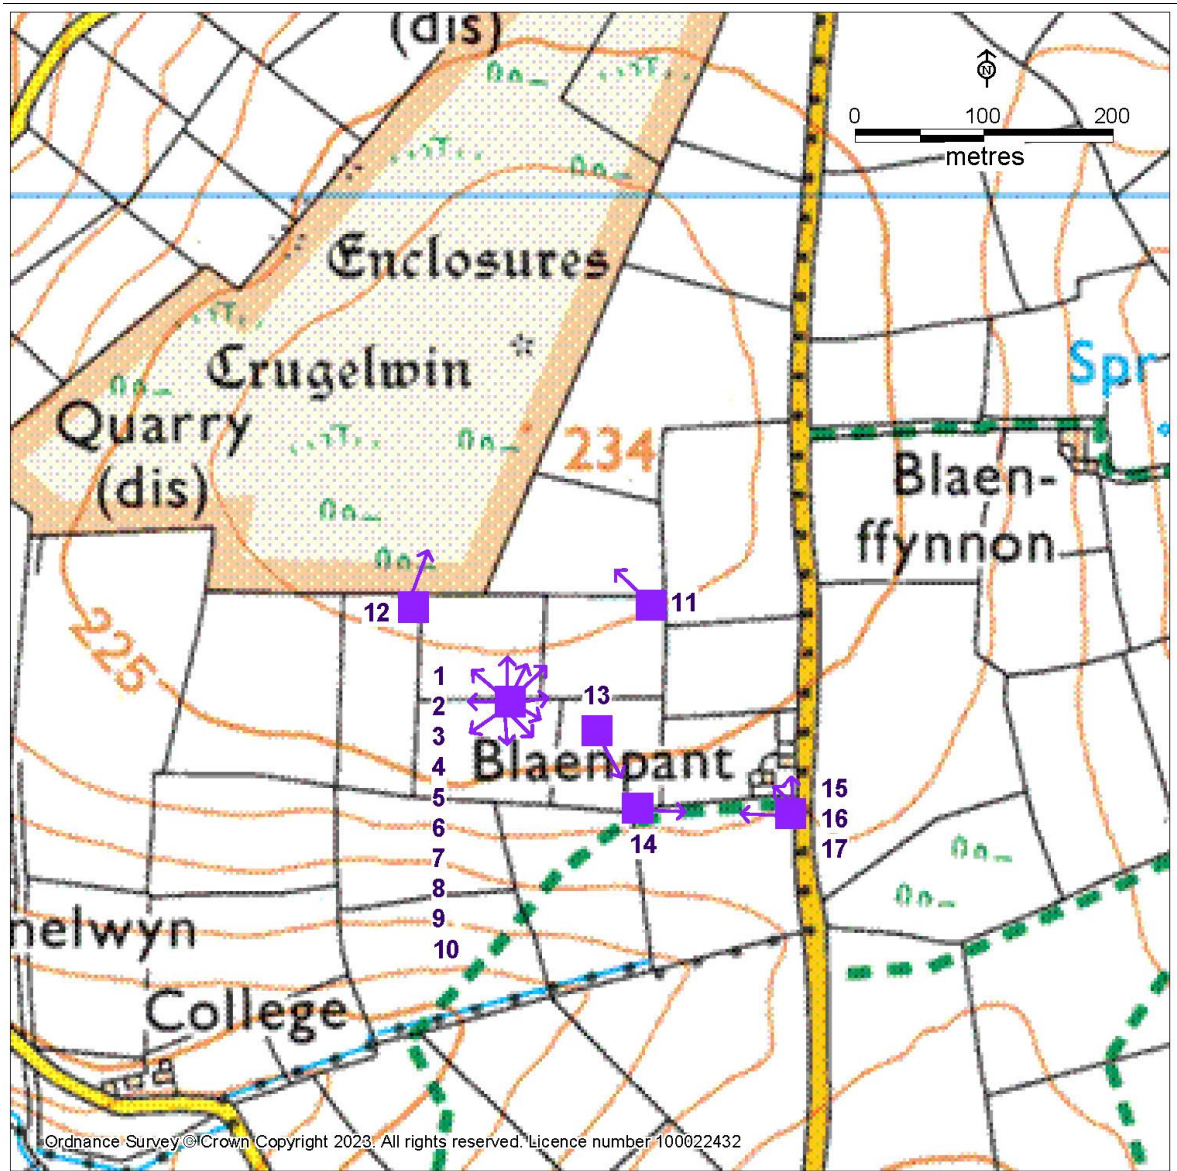 (dis)
N
0 100 200
metres
Enclosures
Crugelwin
Spr
Quarry
(dis)
234
Blaen-
ffynnon
225
12
11
1
2
3
4
5
6
7
8
9
10
13
Blaenpant
14
15
16
17
nelwyn
College
Ordnance Survey © Crown Copyright 2023. All rights reserved. Licence number 100022432